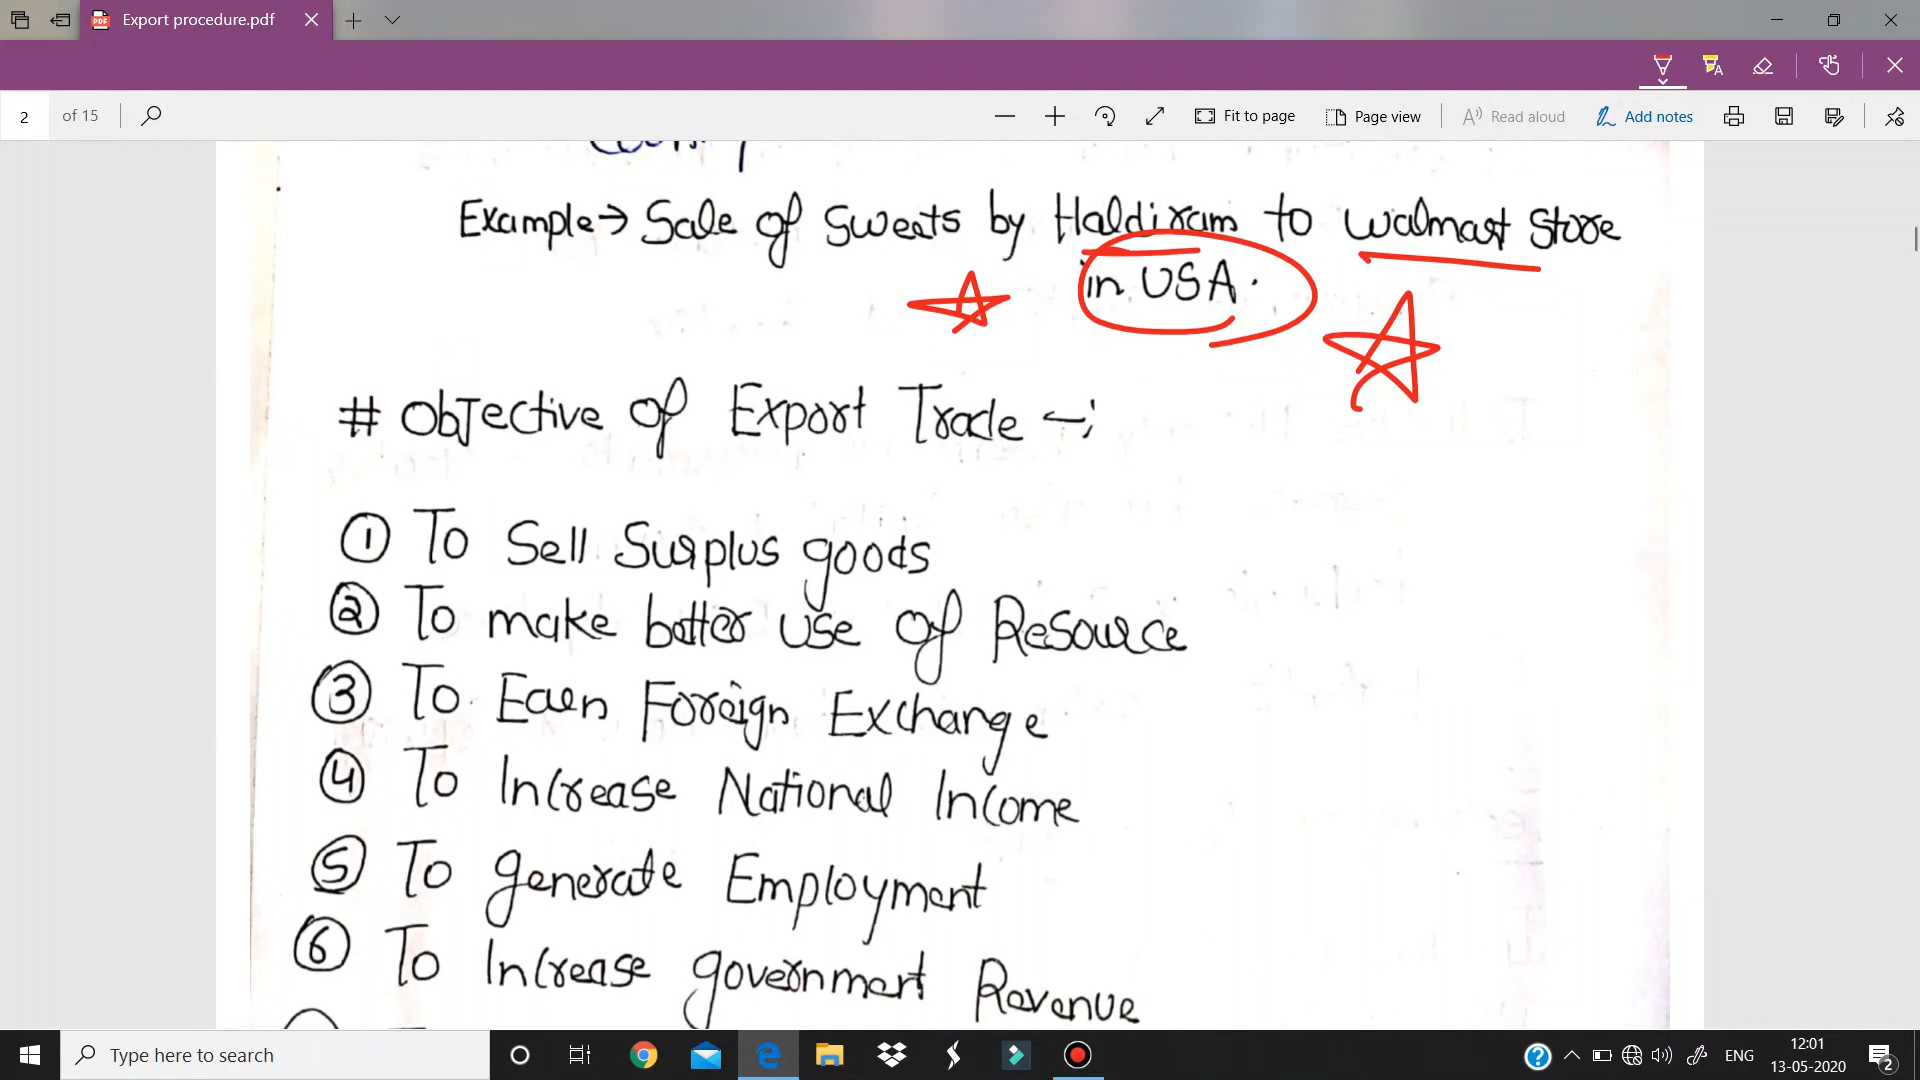 Export procedure.pdf
2 of 15
Fit to page
Page view
Read aloud
Add notes
Example→ Sale of Sweats by Haldiram to Walmart Store
in USA.
# Objective of Export Trade →
① To Sell Surplus goods
② To make better use of Resource
③ To Earn Foreign Exchange
④ To Increase National Income
⑤ To generate Employment
⑥ To Increase government Revenue
Type here to search
ENG
12:01
13-05-2020
2